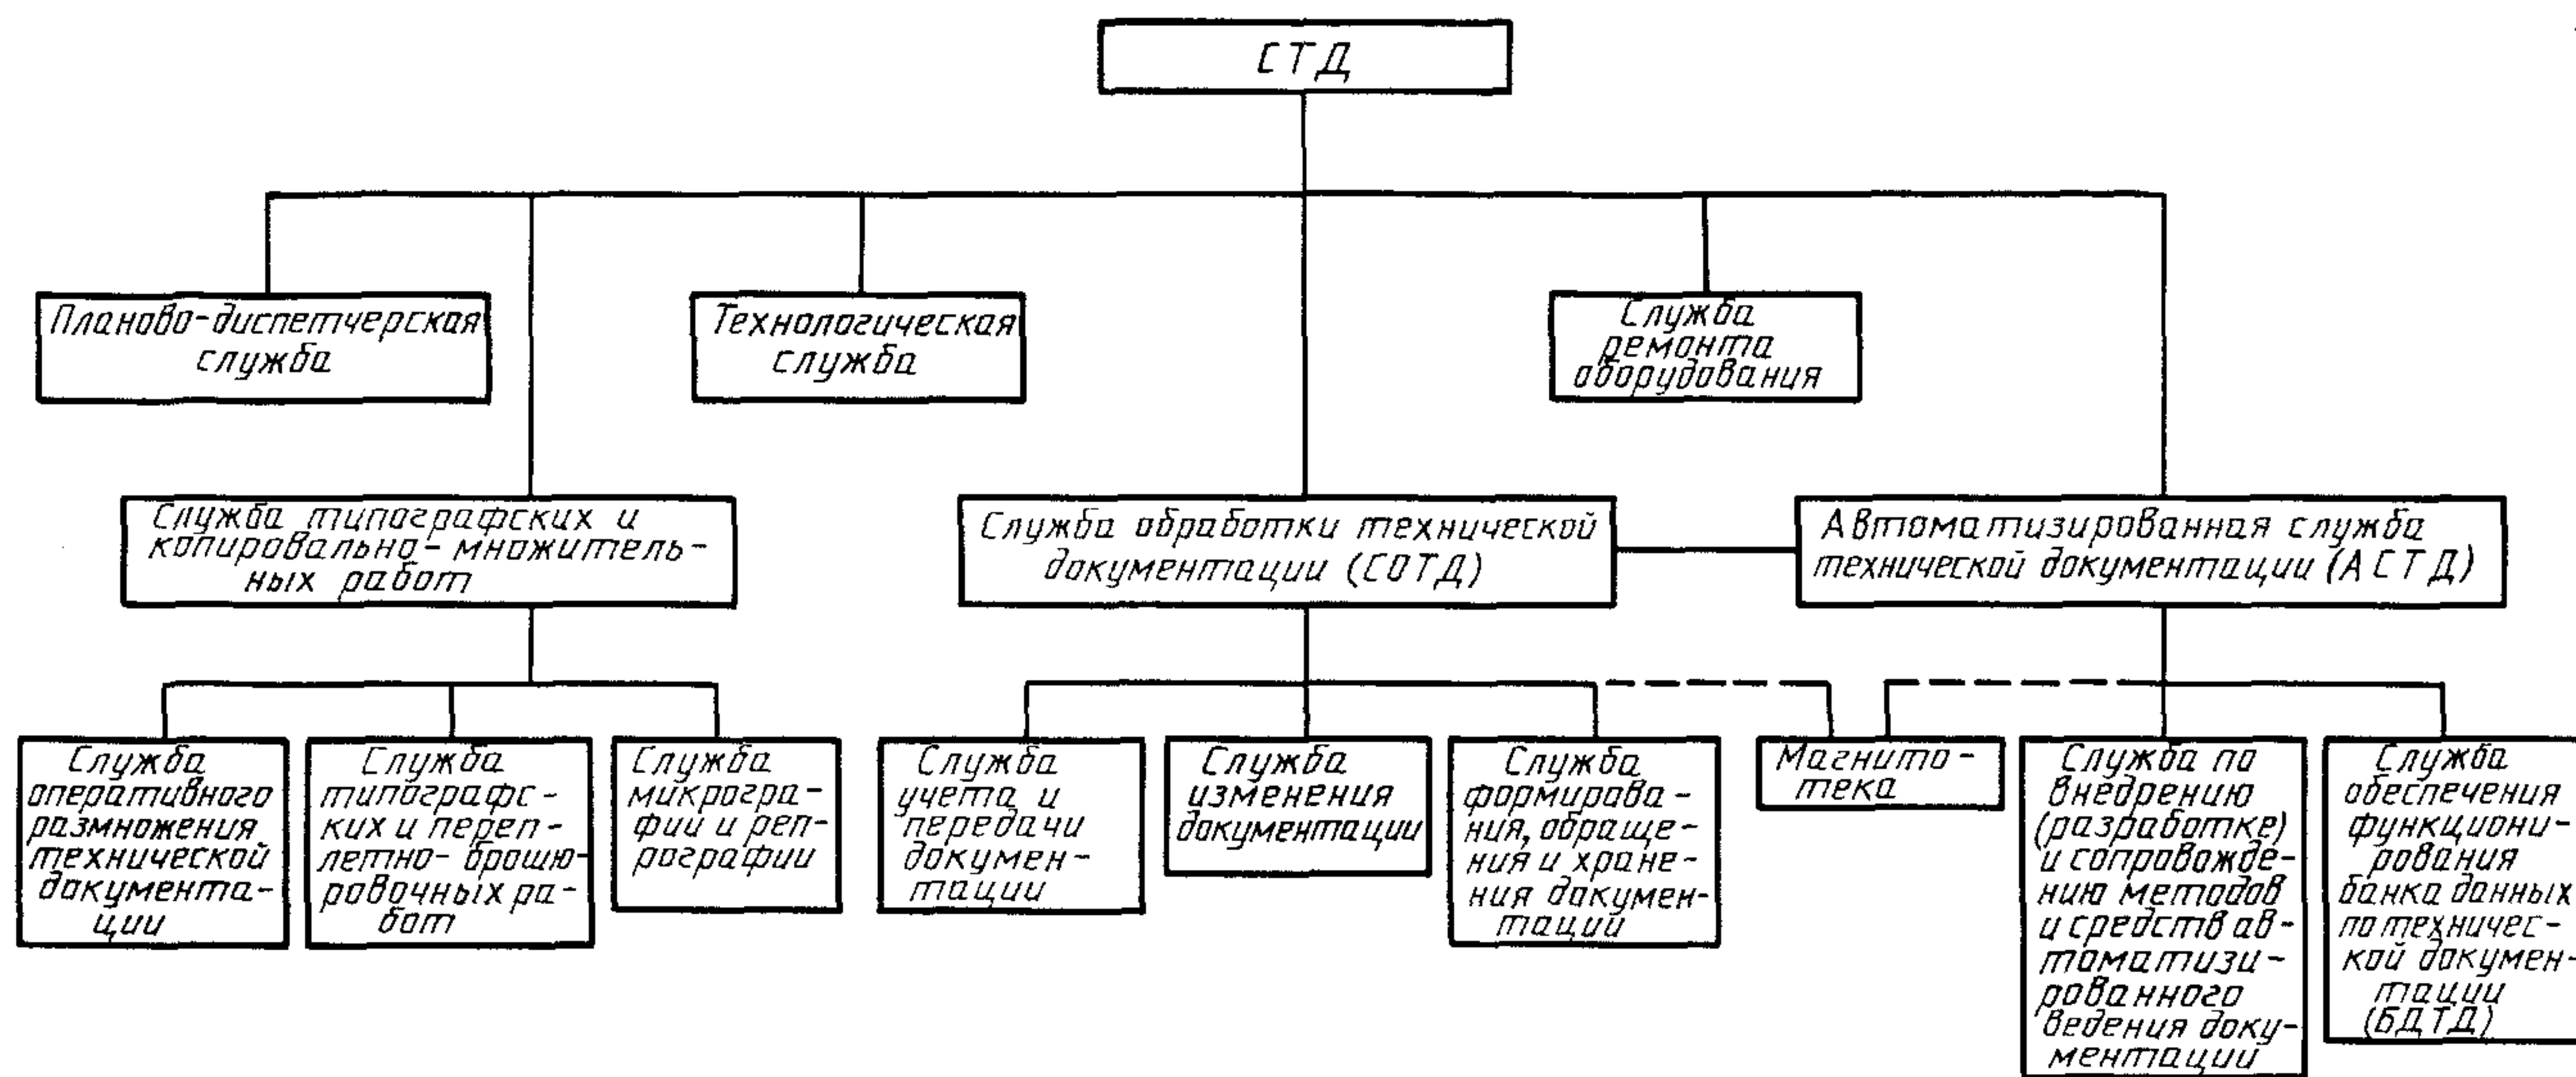 СТД
Планово-диспетчерская
служба
Технологическая
служба
Служба
ремонта
оборудования
Служба типографских и
копировально-множитель-
ных работ
Служба обработки технической
документации (СОТД)
Автоматизированная служба
технической документации (АСТД)
Служба
оперативного
размножения
технической
документа-
ции
Служба
типографс-
ких и переп-
летно-брошю-
ровочных ра-
бот
Служба
микрогра-
фии и реп-
рографии
Служба
учета и
передачи
докумен-
тации
Служба
изменения
документации
Служба
формирова-
ния, обраще-
ния и хране-
ния докумен-
тации
Магнито-
тека
Служба по
внедрению
(разработке)
и сопровожде-
нию методов
и средств ав-
томатизи-
рованного
ведения доку-
ментации
Служба
обеспечения
функциони-
рования
банка данных
по техничес-
кой докумен-
тации
(БДТД)